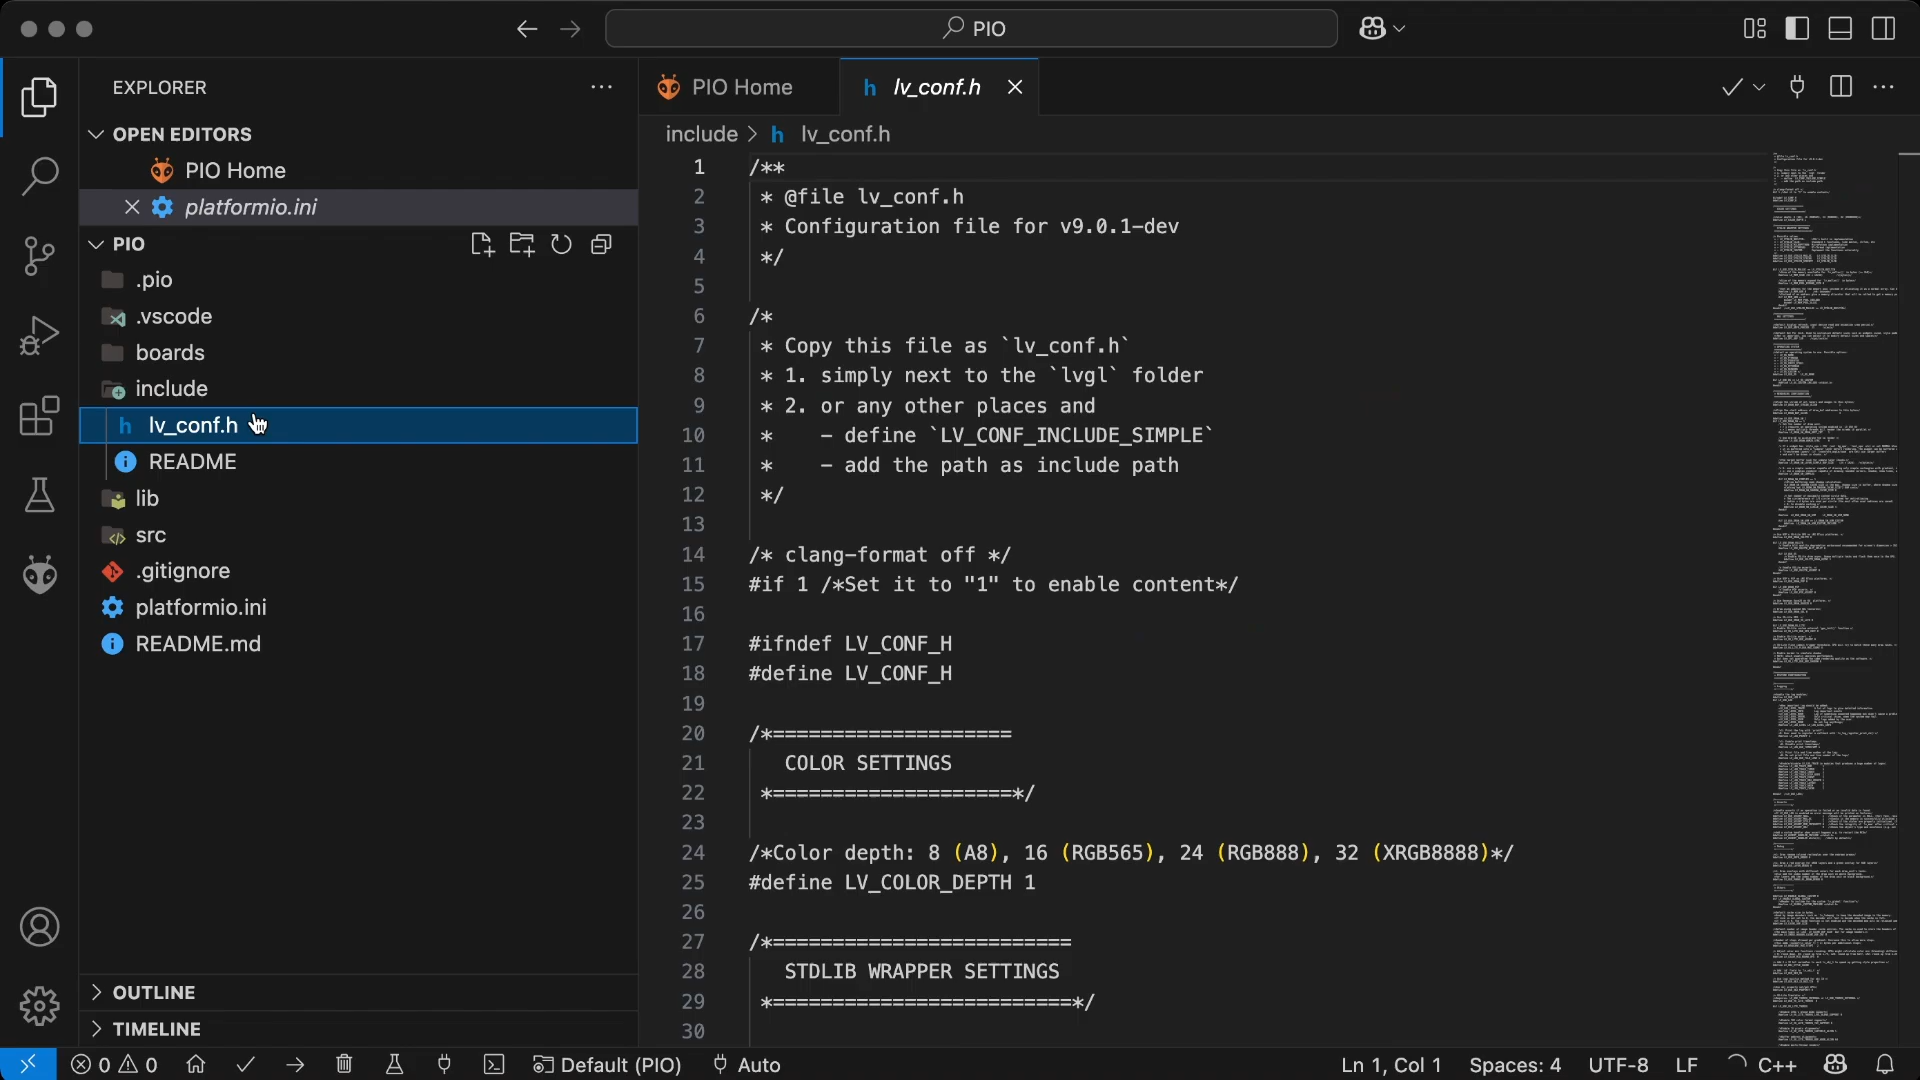 PIO
EXPLORER
OPEN EDITORS
PIO Home
platformio.ini
PIO
.pio
.vscode
boards
include
h lv_conf.h
README
lib
src
.gitignore
platformio.ini
README.md
OUTLINE
TIMELINE
PIO Home
h lv_conf.h
include > h lv_conf.h
1 /**
2 * @file lv_conf.h
3 * Configuration file for v9.0.1-dev
4 */
5
6 /*
7 * Copy this file as `lv_conf.h`
8 * 1. simply next to the `lvgl` folder
9 * 2. or any other places and
10 *    - define `LV_CONF_INCLUDE_SIMPLE`
11 *    - add the path as include path
12 */
13
14 /* clang-format off */
15 #if 1 /*Set it to "1" to enable content*/
16
17 #ifndef LV_CONF_H
18 #define LV_CONF_H
19
20 /*====================
21 COLOR SETTINGS
22 *====================*/
23
24 /*Color depth: 8 (A8), 16 (RGB565), 24 (RGB888), 32 (XRGB8888)*/
25 #define LV_COLOR_DEPTH 1
26
27 /*=========================
28 STDLIB WRAPPER SETTINGS
29 *=========================*/
30
0 0 Default (PIO) Auto Ln 1, Col 1 Spaces: 4 UTF-8 LF C++